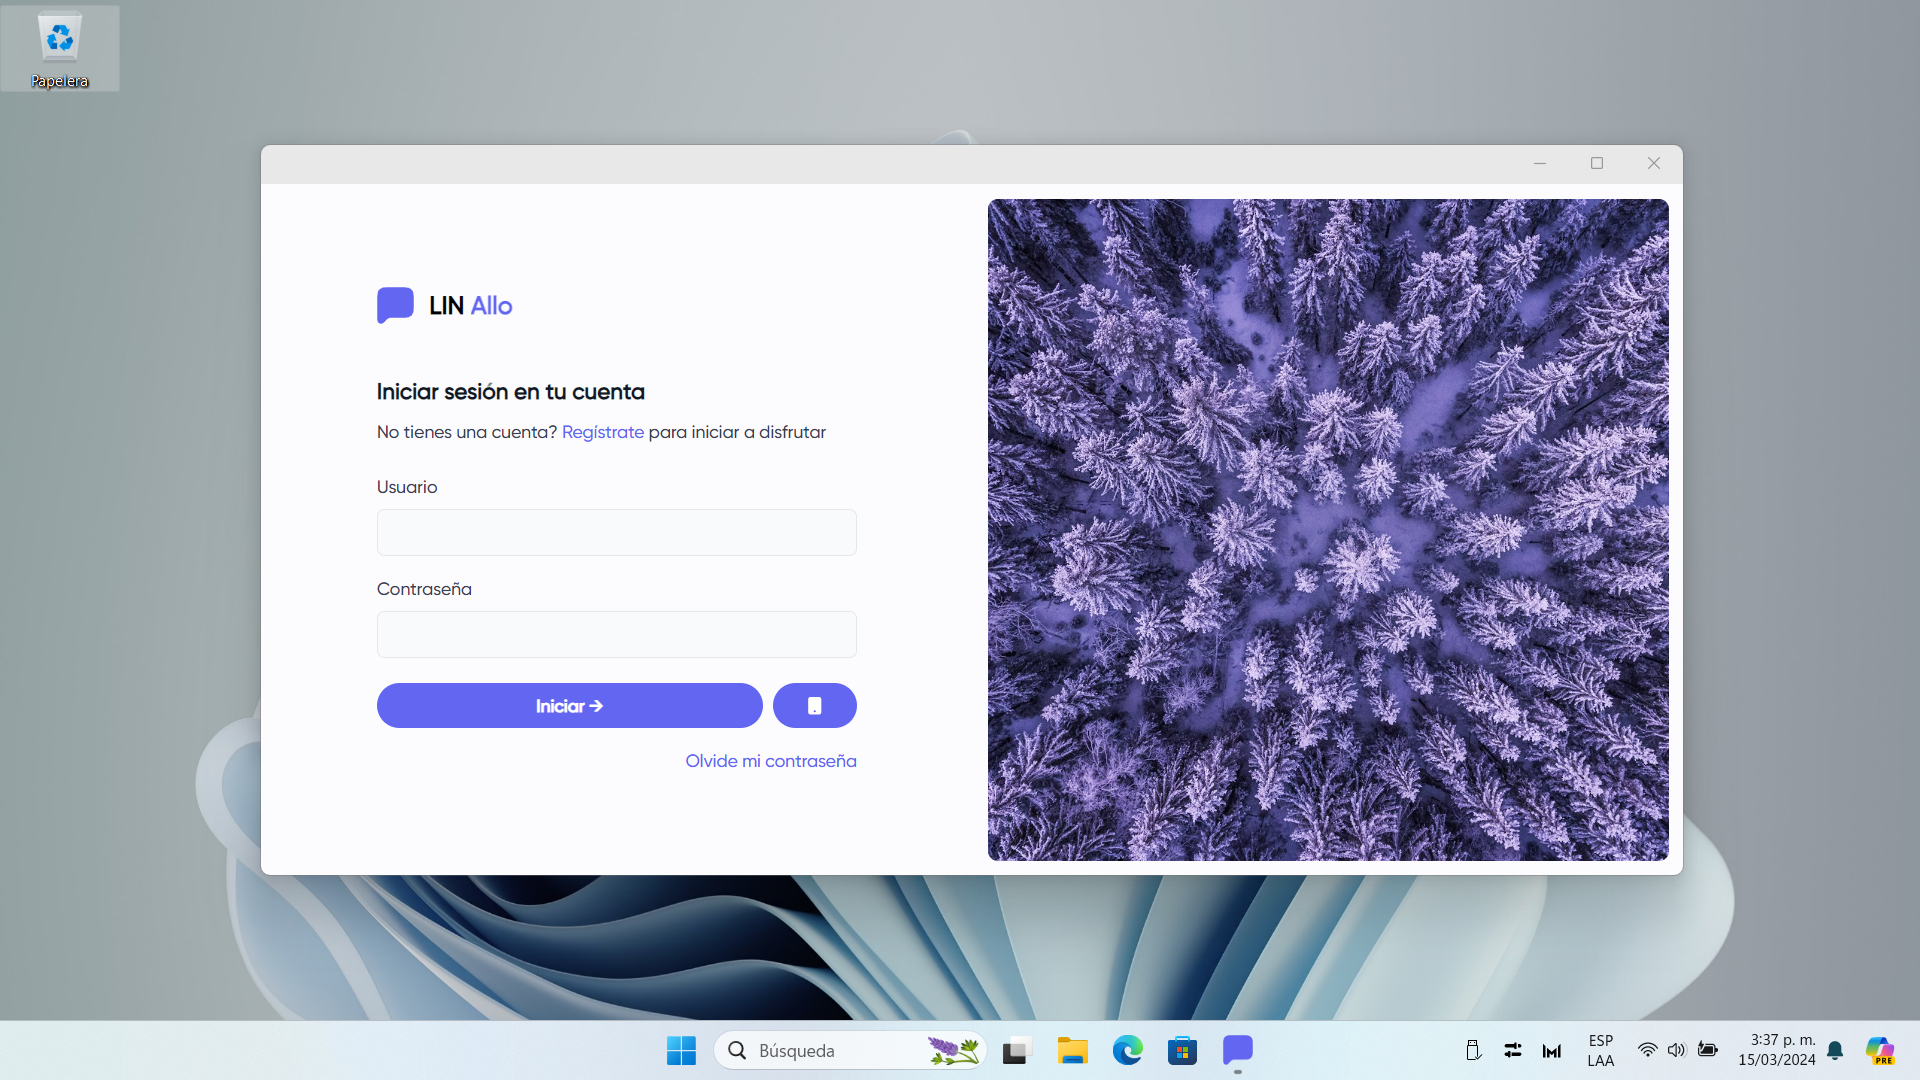 Papelera
LIN Allo
Iniciar sesión en tu cuenta
No tienes una cuenta? Regístrate para iniciar a disfrutar
Usuario
Contraseña
Iniciar →
Olvide mi contraseña
Búsqueda
ESP
LAA
3:37 p. m.
15/03/2024
PRE